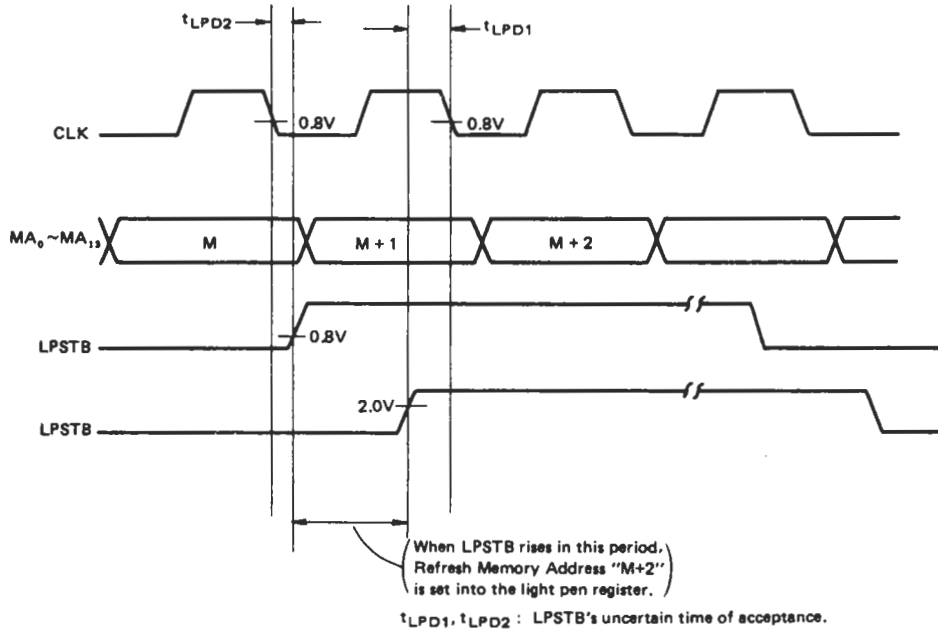 tLPD2
tLPD1
CLK
0.8V
0.8V
MA0~MA13
M
M + 1
M + 2
LPSTB
0.8V
LPSTB
2.0V
When LPSTB rises in this period,
Refresh Memory Address "M+2"
is set into the light pen register.
tLPD1, tLPD2 : LPSTB's uncertain time of acceptance.